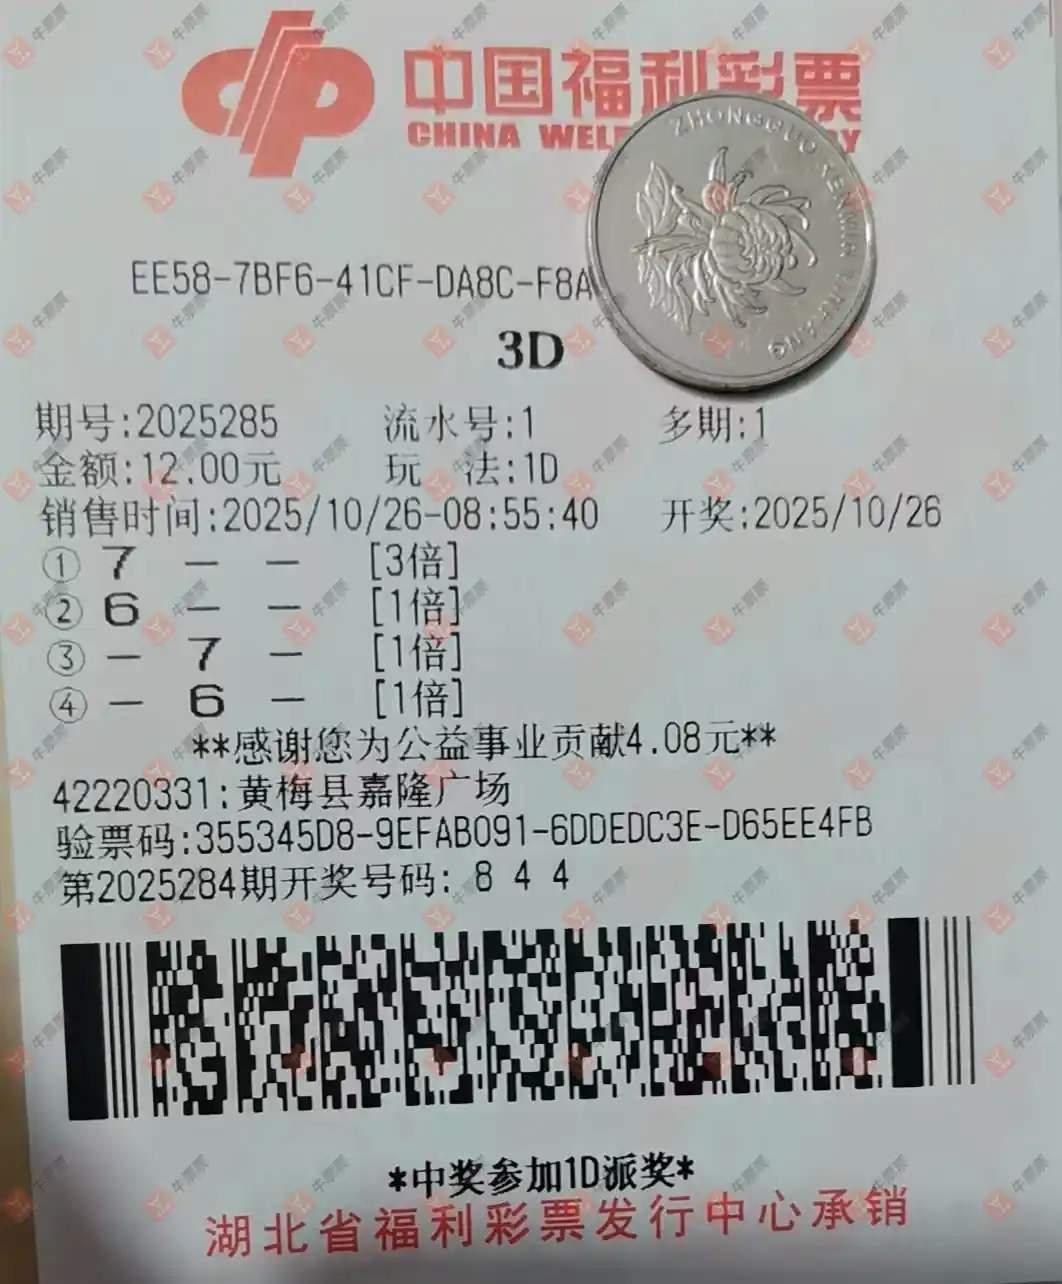 中国福利彩票
CHINA WEL RY
ZHONGGUO RENMIN YINHANG
EE58-7BF6-41CF-DA8C-F8A
3D
期号:2025285 流水号:1 多期:1
金额:12.00元 玩 法:1D
销售时间:2025/10/26-08:55:40 开奖:2025/10/26
① 7 — — [3倍]
② 6 — — [1倍]
③ — 7 — [1倍]
④ — 6 — [1倍]
**感谢您为公益事业贡献4.08元**
42220331:黄梅县嘉隆广场
验票码:355345D8-9EFAB091-6DDEDC3E-D65EE4FB
第2025284期开奖号码: 8 4 4
*中奖参加1D派奖*
湖北省福利彩票发行中心承销